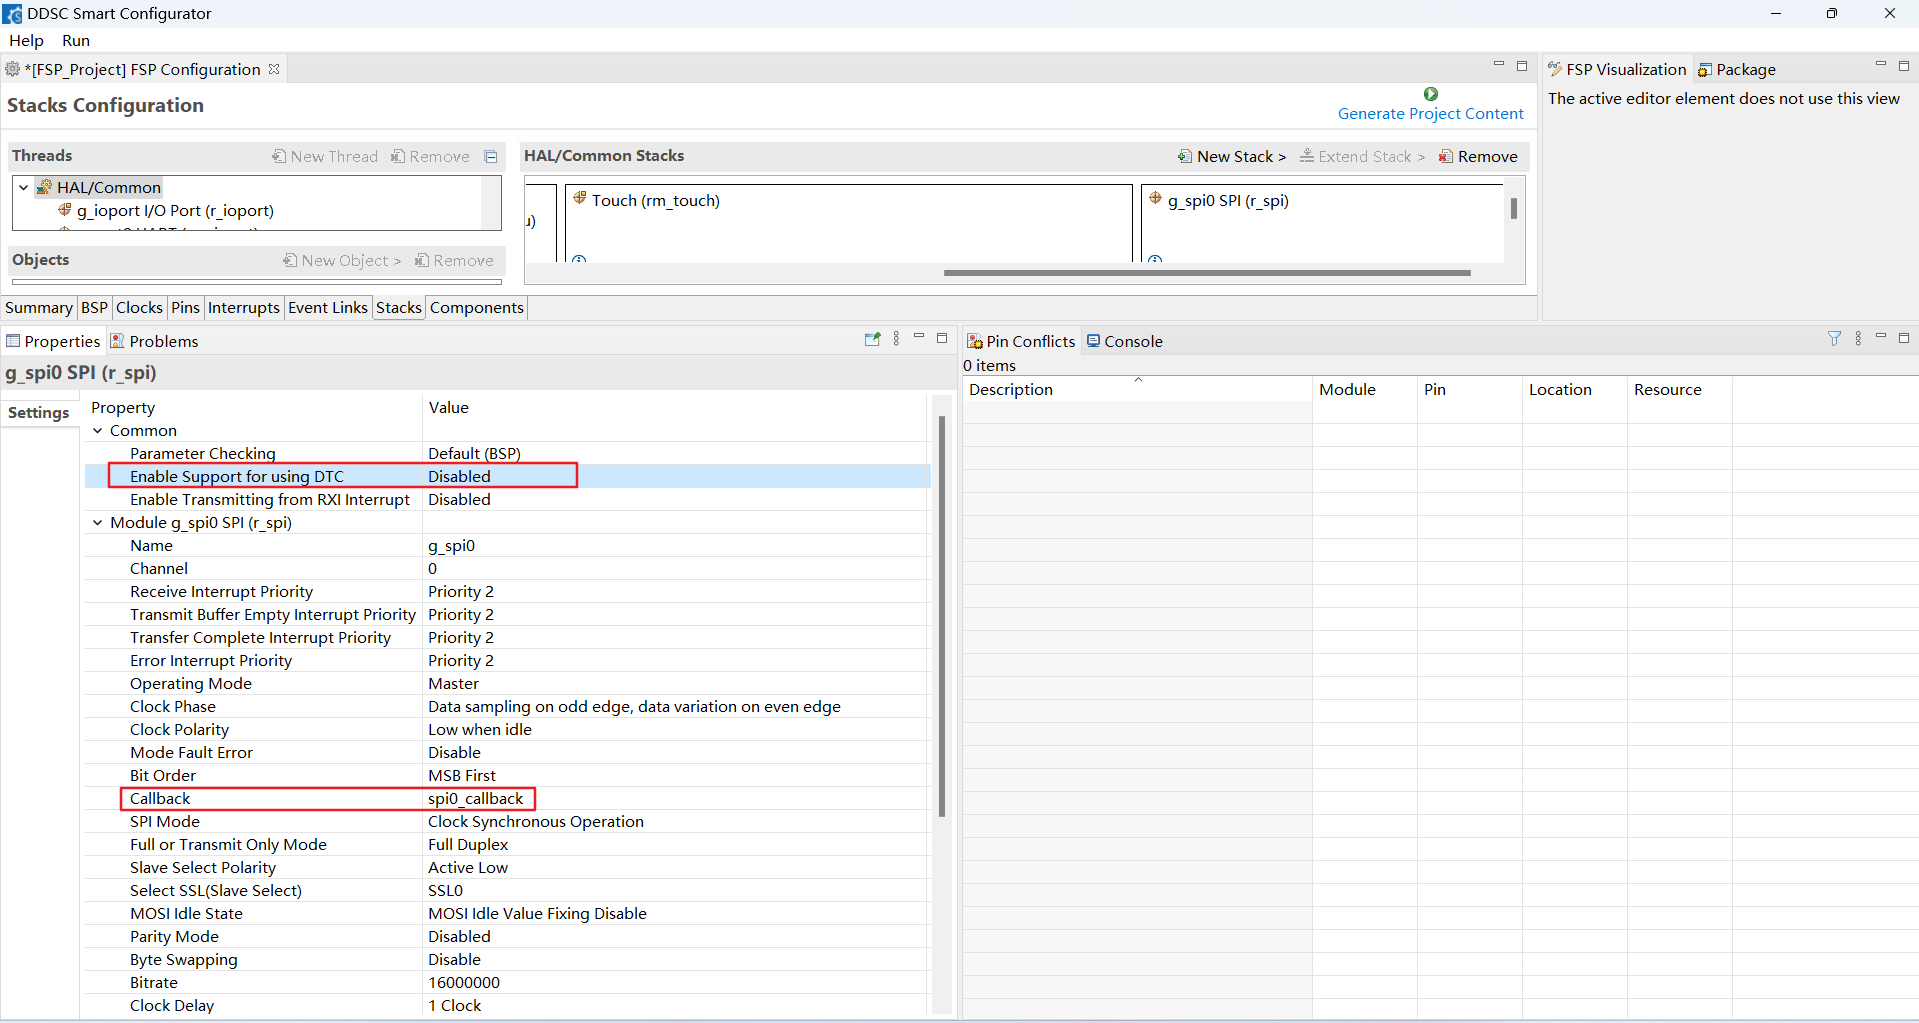 DDSC Smart Configurator
Help Run
*[FSP_Project] FSP Configuration
FSP Visualization Package
Stacks Configuration
Generate Project Content
The active editor element does not use this view
Threads New Thread Remove
HAL/Common Stacks New Stack > Extend Stack > Remove
HAL/Common
g_ioport I/O Port (r_ioport)
Touch (rm_touch)
g_spi0 SPI (r_spi)
Objects New Object > Remove
Summary BSP Clocks Pins Interrupts Event Links Stacks Components
Properties Problems
g_spi0 SPI (r_spi)
Settings
Property Value
Common
Parameter Checking Default (BSP)
Enable Support for using DTC Disabled
Enable Transmitting from RXI Interrupt Disabled
Module g_spi0 SPI (r_spi)
Name g_spi0
Channel 0
Receive Interrupt Priority Priority 2
Transmit Buffer Empty Interrupt Priority Priority 2
Transfer Complete Interrupt Priority Priority 2
Error Interrupt Priority Priority 2
Operating Mode Master
Clock Phase Data sampling on odd edge, data variation on even edge
Clock Polarity Low when idle
Mode Fault Error Disable
Bit Order MSB First
Callback spi0_callback
SPI Mode Clock Synchronous Operation
Full or Transmit Only Mode Full Duplex
Slave Select Polarity Active Low
Select SSL(Slave Select) SSL0
MOSI Idle State MOSI Idle Value Fixing Disable
Parity Mode Disabled
Byte Swapping Disable
Bitrate 16000000
Clock Delay 1 Clock
Pin Conflicts Console
0 items
Description Module Pin Location Resource